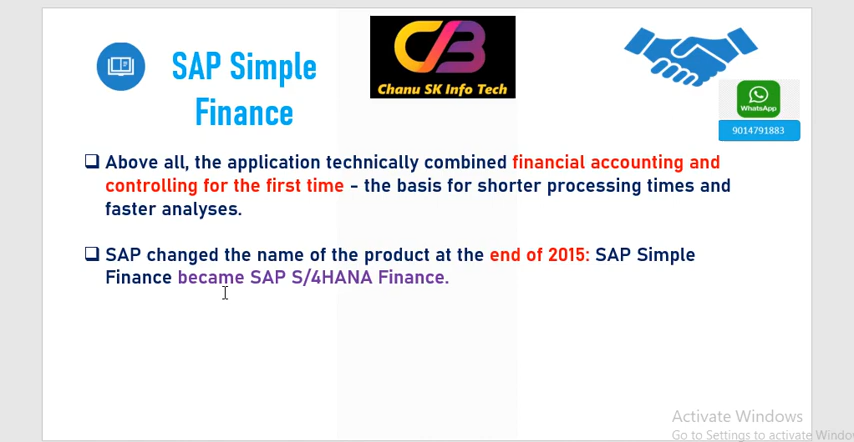 SAP Simple
Finance
Chanu SK Info Tech
WhatsApp
9014791883
Above all, the application technically combined financial accounting and
controlling for the first time - the basis for shorter processing times and
faster analyses.
SAP changed the name of the product at the end of 2015: SAP Simple
Finance became SAP S/4HANA Finance.
Activate Windows
Go to Settings to activate Windo